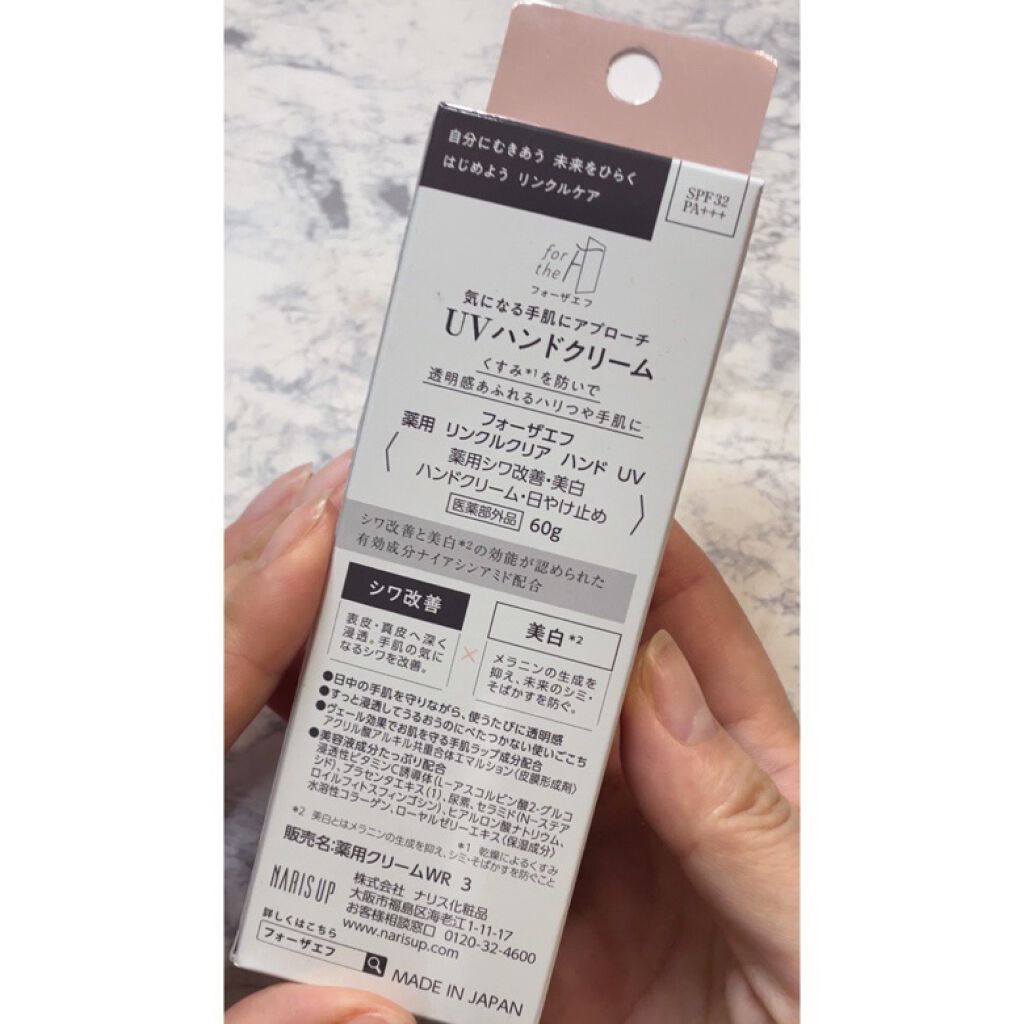 自分にむきあう 未来をひらく
はじめよう リンクルケア
SPF32
PA+++
for
the
フォーザエフ
気になる手肌にアプローチ
UVハンドクリーム
くすみ*1を防いで
透明感あふれるハリつや手肌に
フォーザエフ
薬用 リンクルクリア ハンド UV
薬用シワ改善・美白
ハンドクリーム・日やけ止め
医薬部外品 60g
シワ改善と美白*2の効能が認められた
有効成分ナイアシンアミド配合
シワ改善
表皮・真皮へ深く
浸透。手肌の気に
なるシワを改善。
×
美白*2
メラニンの生成を
抑え、未来のシミ・
そばかすを防ぐ。
●日中の手肌を守りながら、使うたびに透明感
●すっと浸透してうるおうのにべたつかない使いごこち
●ヴェール効果でお肌を守る手肌ラップ成分配合
アクリル酸アルキル共重合体エマルション(皮膜形成剤)
●美容液成分たっぷり配合
浸透性ビタミンC誘導体(L-アスコルビン酸2-グルコ
シド)、プラセンタエキス(1)、尿素、セラミド(N-ステア
ロイルフィトスフィンゴシン)、ヒアルロン酸ナトリウム、
水溶性コラーゲン、ローヤルゼリーエキス(保湿成分)
*1 乾燥によるくすみ
*2 美白とはメラニンの生成を抑え、シミ・そばかすを防ぐこと
販売名:薬用クリームWR 3
NARIS UP
株式会社 ナリス化粧品
大阪市福島区海老江1-11-17
お客様相談窓口 0120-32-4600
www.narisup.com
詳しくはこちら
フォーザエフ
MADE IN JAPAN